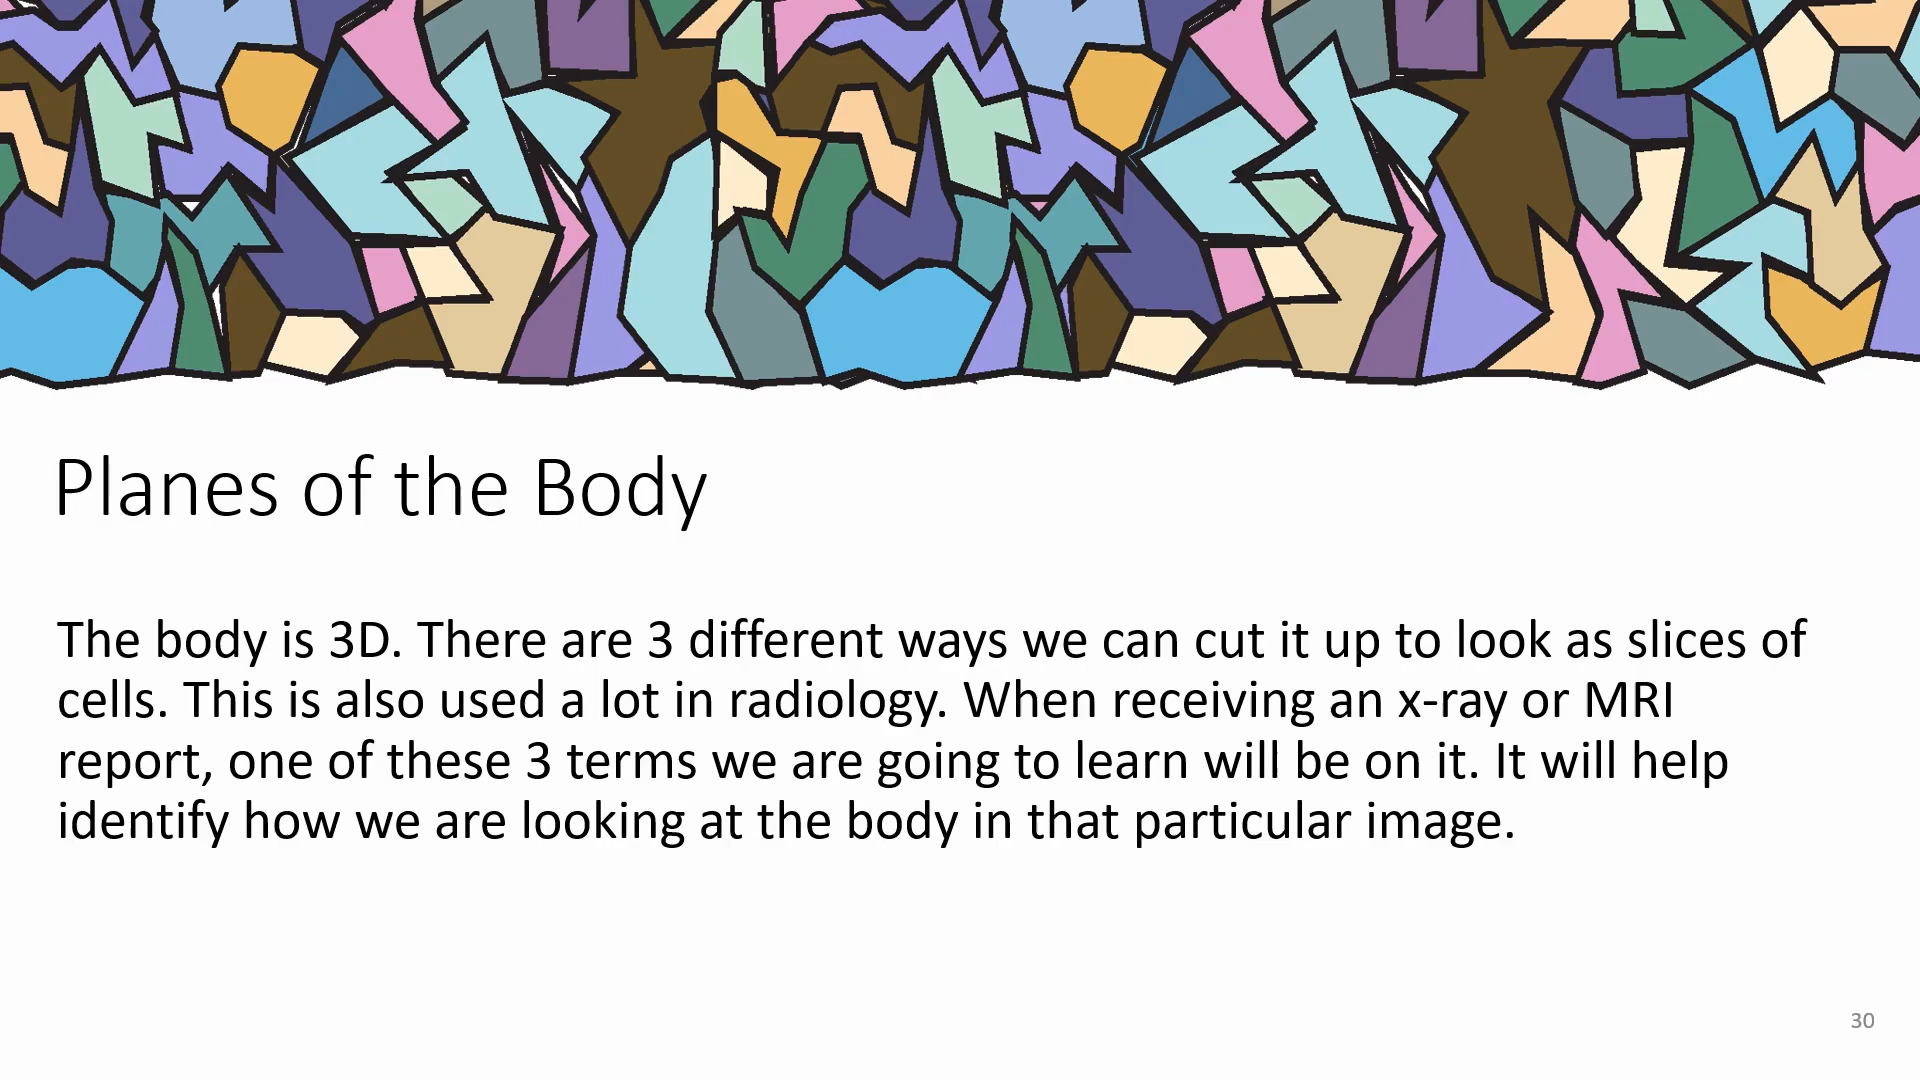 Planes of the Body
The body is 3D. There are 3 different ways we can cut it up to look as slices of
cells. This is also used a lot in radiology. When receiving an x-ray or MRI
report, one of these 3 terms we are going to learn will be on it. It will help
identify how we are looking at the body in that particular image.
30